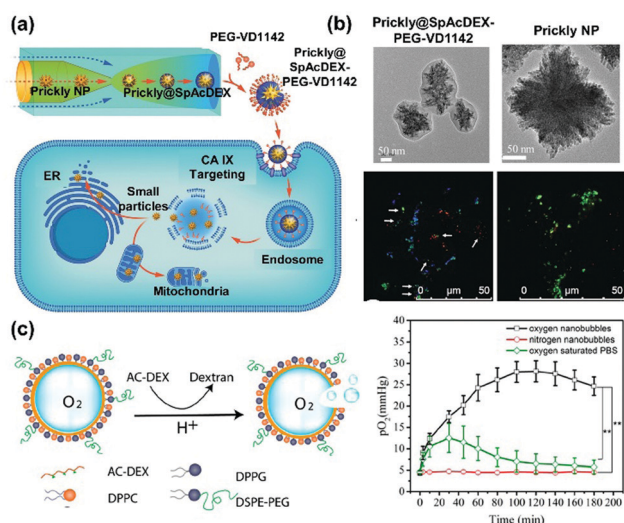 (a)
PEG-VD1142
Prickly@
SpAcDEX-
PEG-VD1142
Prickly NP
Prickly@SpAcDEX
CA IX
Targeting
ER
Small
particles
Endosome
Mitochondria
(b)
Prickly@SpAcDEX-
PEG-VD1142
Prickly NP
50 nm
50 nm
0 µm 50
0 µm 50
(c)
O2
AC-DEX
Dextran
H+
O2
AC-DEX
DPPG
DPPC
DSPE-PEG
oxygen nanobubbles
nitrogen nanobubbles
oxygen saturated PBS
pO2(mmHg)
40
35
30
25
20
15
10
5
0
**
**
0 20 40 60 80 100 120 140 160 180 200
Time (min)